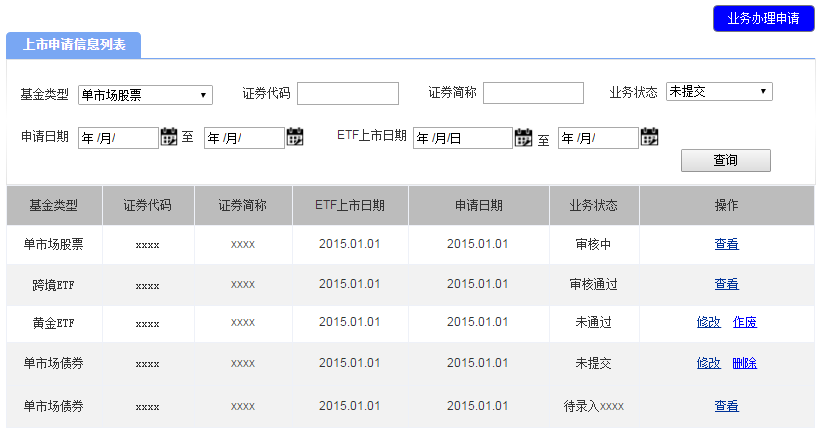 业务办理申请
上市申请信息列表
基金类型 单市场股票 证券代码 证券简称 业务状态 未提交
申请日期 年 /月/ 至 年 /月/ ETF上市日期 年 /月/日 至 年 /月/
查询
基金类型 证券代码 证券简称 ETF上市日期 申请日期 业务状态 操作
单市场股票 xxxx xxxx 2015.01.01 2015.01.01 审核中 查看
跨境ETF xxxx xxxx 2015.01.01 2015.01.01 审核通过 查看
黄金ETF xxxx xxxx 2015.01.01 2015.01.01 未通过 修改 作废
单市场债券 xxxx xxxx 2015.01.01 2015.01.01 未提交 修改 删除
单市场债券 xxxx xxxx 2015.01.01 2015.01.01 待录入xxxx 查看